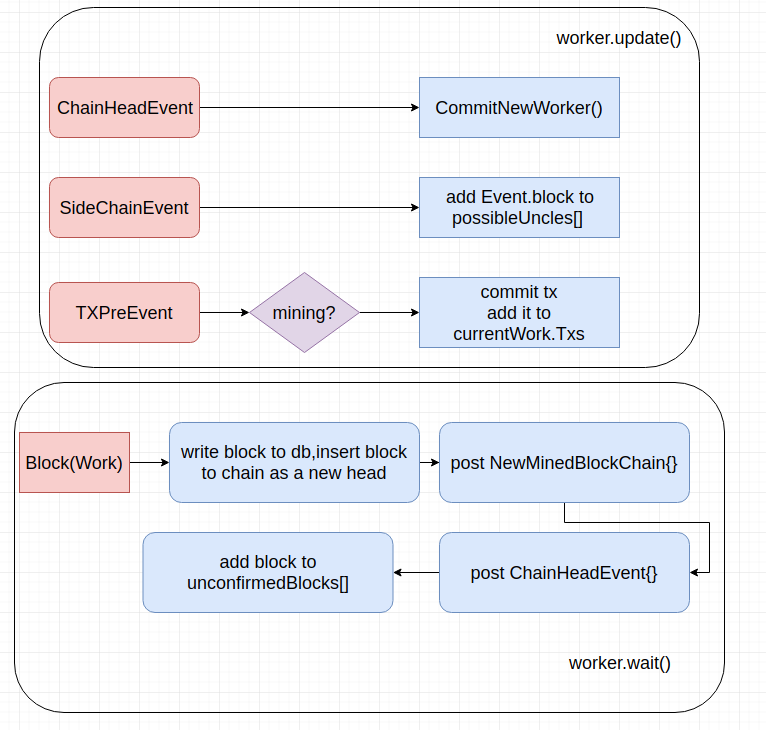 worker.update()
ChainHeadEvent
CommitNewWorker()
SideChainEvent
add Event.block to
possibleUncles[]
TXPreEvent
mining?
commit tx
add it to
currentWork.Txs
Block(Work)
write block to db,insert block
to chain as a new head
post NewMinedBlockChain{}
post ChainHeadEvent{}
add block to
unconfirmedBlocks[]
worker.wait()